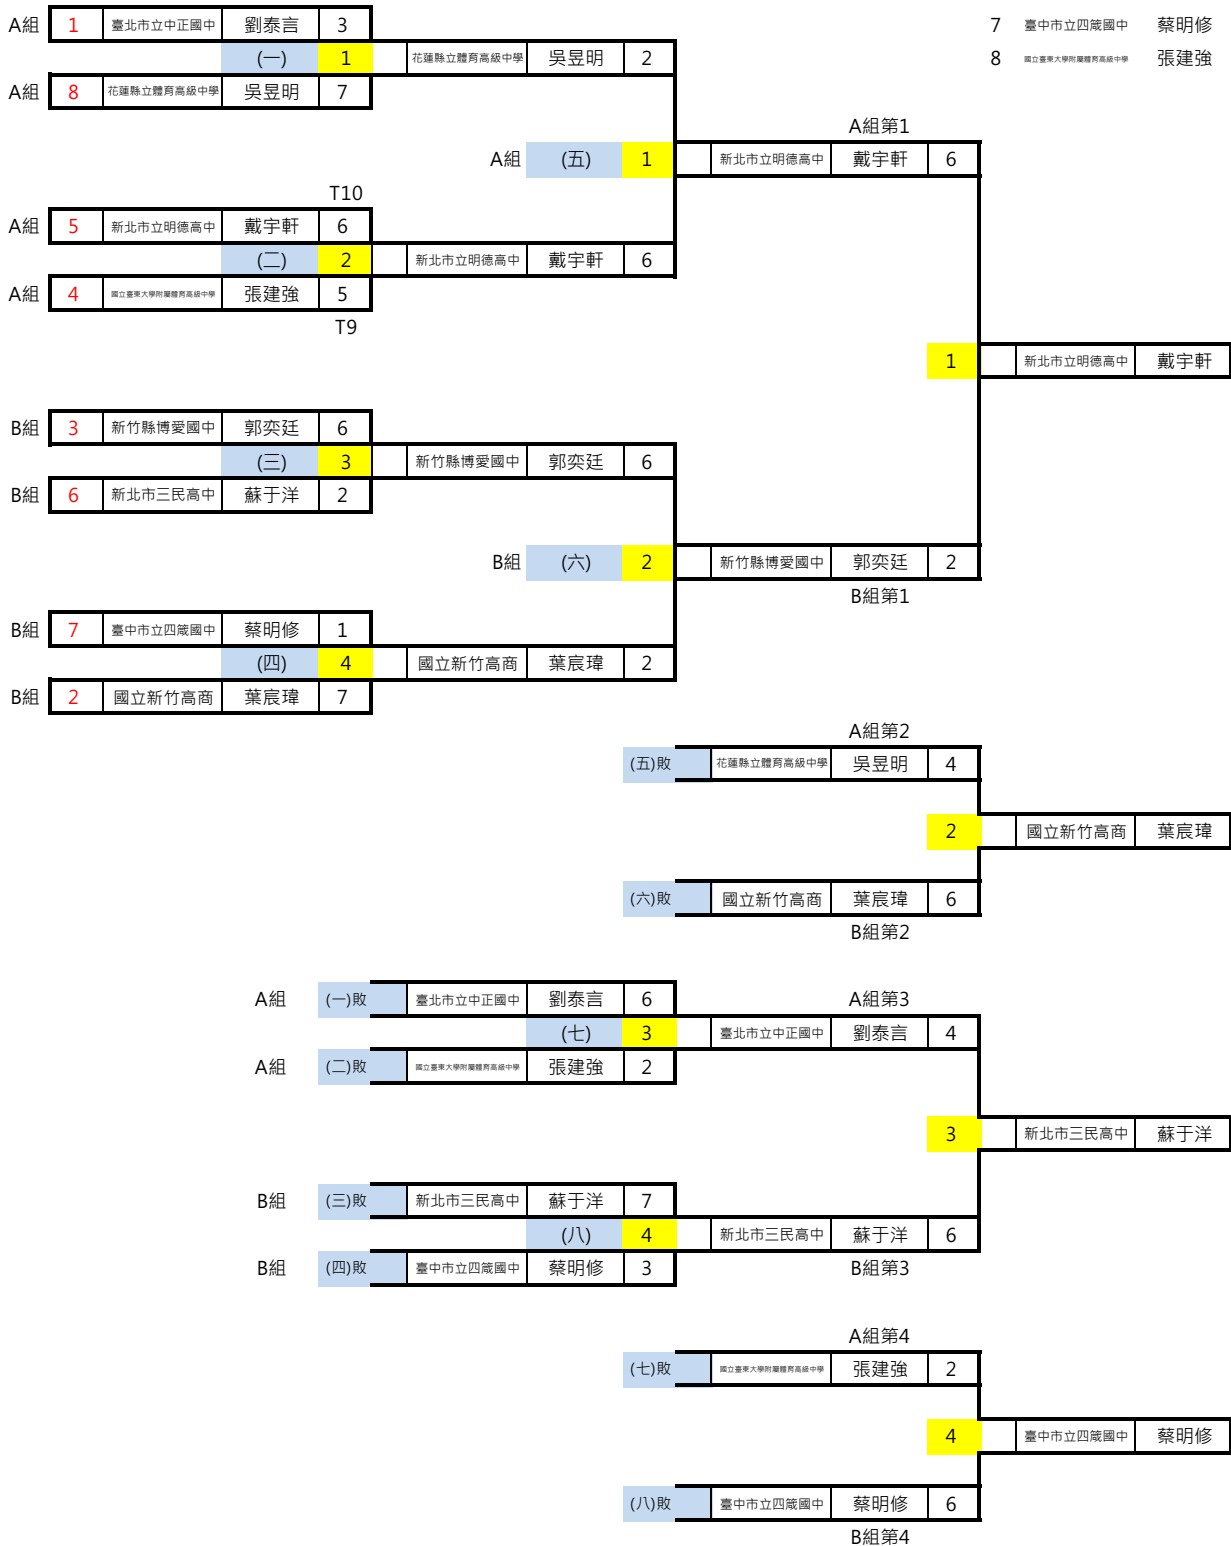 A組 1 臺北市立中正國中 劉泰言 3
7 臺中市立四箴國中 蔡明修
(一) 1 花蓮縣立體育高級中學 吳昱明 2
8 國立臺東大學附屬體育高級中學 張建強
A組 8 花蓮縣立體育高級中學 吳昱明 7
A組第1
A組 (五) 1 新北市立明德高中 戴宇軒 6
T10
A組 5 新北市立明德高中 戴宇軒 6
(二) 2 新北市立明德高中 戴宇軒 6
A組 4 國立臺東大學附屬體育高級中學 張建強 5
T9
1 新北市立明德高中 戴宇軒
B組 3 新竹縣博愛國中 郭奕廷 6
(三) 3 新竹縣博愛國中 郭奕廷 6
B組 6 新北市三民高中 蘇于洋 2
B組 (六) 2 新竹縣博愛國中 郭奕廷 2
B組第1
B組 7 臺中市立四箴國中 蔡明修 1
(四) 4 國立新竹高商 葉宸瑋 2
B組 2 國立新竹高商 葉宸瑋 7
A組第2
(五)敗 花蓮縣立體育高級中學 吳昱明 4
2 國立新竹高商 葉宸瑋
(六)敗 國立新竹高商 葉宸瑋 6
B組第2
A組 (一)敗 臺北市立中正國中 劉泰言 6 A組第3
(七) 3 臺北市立中正國中 劉泰言 4
A組 (二)敗 國立臺東大學附屬體育高級中學 張建強 2
3 新北市三民高中 蘇于洋
B組 (三)敗 新北市三民高中 蘇于洋 7
(八) 4 新北市三民高中 蘇于洋 6
B組 (四)敗 臺中市立四箴國中 蔡明修 3 B組第3
A組第4
(七)敗 國立臺東大學附屬體育高級中學 張建強 2
4 臺中市立四箴國中 蔡明修
(八)敗 臺中市立四箴國中 蔡明修 6
B組第4